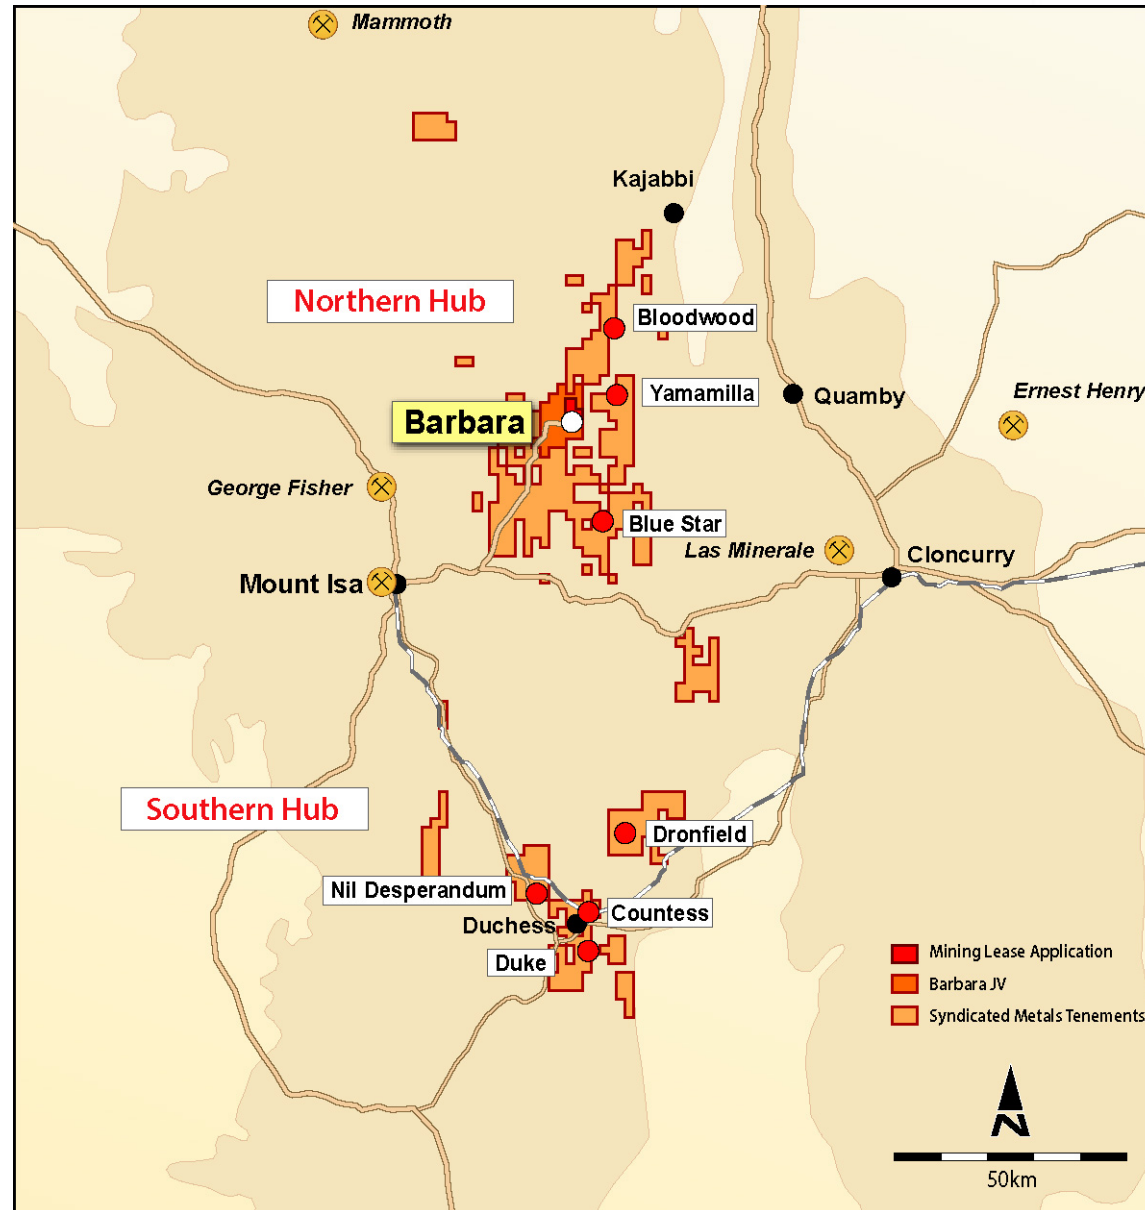 Mammoth
Kajabbi
Northern Hub
Bloodwood
Yamamilla
Quamby
Ernest Henry
Barbara
George Fisher
Blue Star
Las Minerale
Cloncurry
Mount Isa
Southern Hub
Dronfield
Nil Desperandum
Countess
Duchess
Duke
Mining Lease Application
Barbara JV
Syndicated Metals Tenements
N
50km